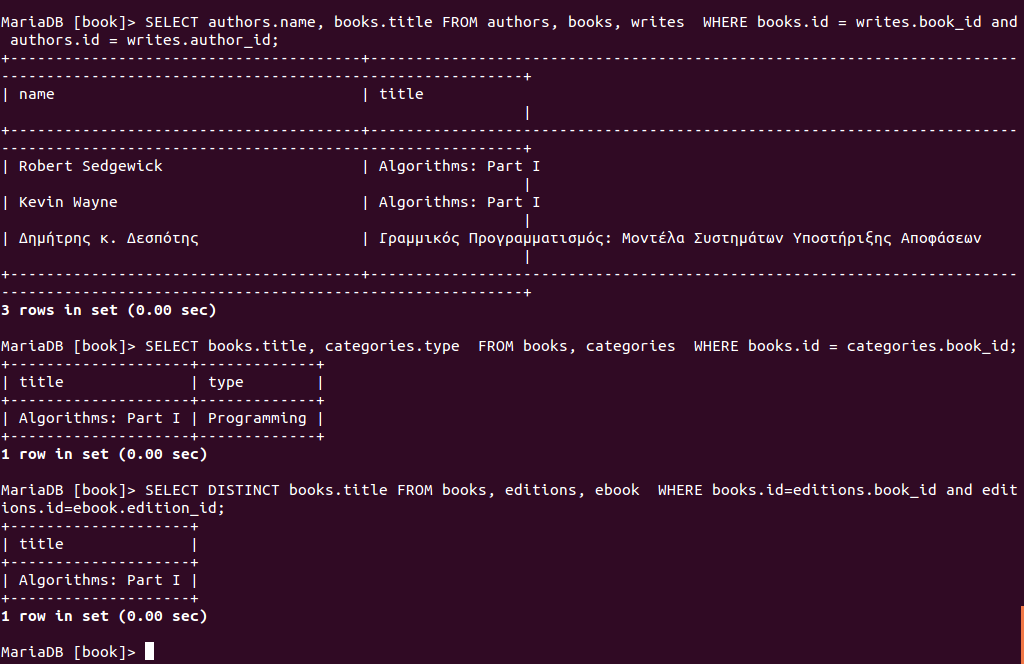 MariaDB [book]> SELECT authors.name, books.title FROM authors, books, writes  WHERE books.id = writes.book_id and
 authors.id = writes.author_id;
+---------------------------------------+------------------------------------------------------------------------
----------------------------------------------------------+
| name                                  | title
                                                          |
+---------------------------------------+------------------------------------------------------------------------
----------------------------------------------------------+
| Robert Sedgewick                      | Algorithms: Part I
                                                          |
| Kevin Wayne                           | Algorithms: Part I
                                                          |
| Δημήτρης κ. Δεσπότης                  | Γραμμικός Προγραμματισμός: Μοντέλα Συστημάτων Υποστήριξης Αποφάσεων
                                                          |
+---------------------------------------+------------------------------------------------------------------------
----------------------------------------------------------+
3 rows in set (0.00 sec)

MariaDB [book]> SELECT books.title, categories.type  FROM books, categories  WHERE books.id = categories.book_id;
+--------------------+-------------+
| title              | type        |
+--------------------+-------------+
| Algorithms: Part I | Programming |
+--------------------+-------------+
1 row in set (0.00 sec)

MariaDB [book]> SELECT DISTINCT books.title FROM books, editions, ebook  WHERE books.id=editions.book_id and edit
ions.id=ebook.edition_id;
+--------------------+
| title              |
+--------------------+
| Algorithms: Part I |
+--------------------+
1 row in set (0.00 sec)

MariaDB [book]>